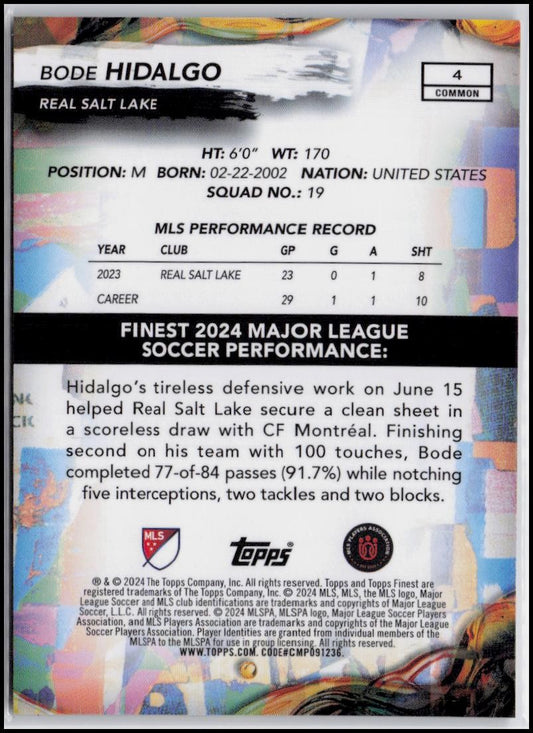 BODE HIDALGO
REAL SALT LAKE
4
COMMON
HT: 6'0" WT: 170
POSITION: M BORN: 02-22-2002 NATION: UNITED STATES
SQUAD NO.: 19
MLS PERFORMANCE RECORD
YEAR CLUB GP G A SHT
2023 REAL SALT LAKE 23 0 1 8
CAREER 29 1 1 10
FINEST 2024 MAJOR LEAGUE
SOCCER PERFORMANCE:
Hidalgo's tireless defensive work on June 15
helped Real Salt Lake secure a clean sheet in
a scoreless draw with CF Montréal. Finishing
second on his team with 100 touches, Bode
completed 77-of-84 passes (91.7%) while notching
five interceptions, two tackles and two blocks.
MLS
Topps
MLS PLAYERS ASSOCIATION
® & © 2024 The Topps Company, Inc. All rights reserved. Topps and Topps Finest are
registered trademarks of The Topps Company, Inc. © 2024 MLS, MLS, the MLS logo, Major
League Soccer and MLS club identifications are trademarks and copyrights of Major League
Soccer, L.L.C. All rights reserved. © 2024 MLSPA, MLSPA logo, Major League Soccer Players
Association, and MLS Players Association are trademarks and copyrights of the Major League
Soccer Players Association. Player Identities are granted from individual members of the
MLSPA to the MLSPA for use in group licensing. All rights reserved.
WWW.TOPPS.COM. CODE#CMP091236.